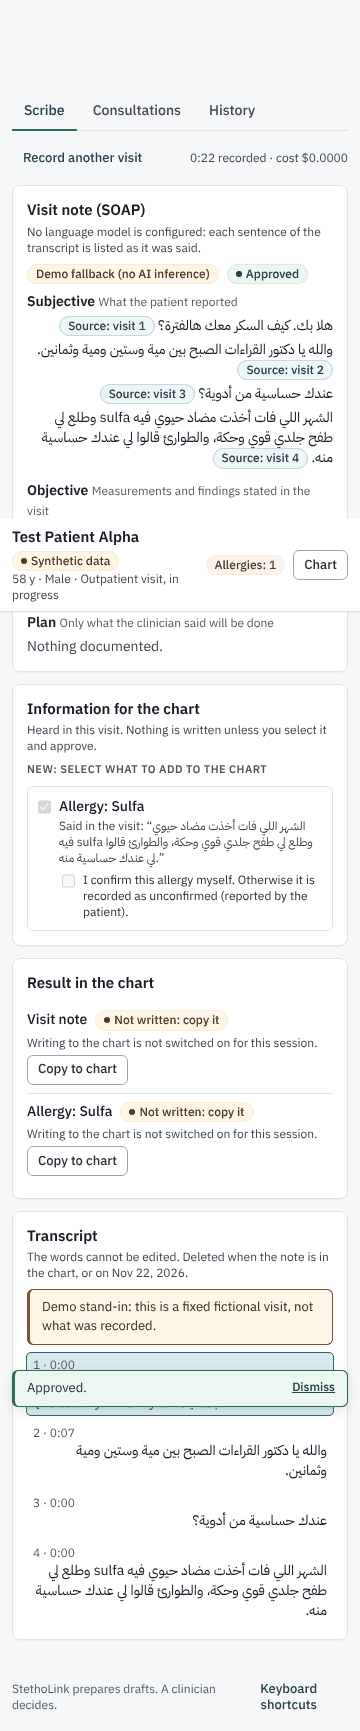 Scribe Consultations History
Record another visit 0:22 recorded · cost $0.0000
Visit note (SOAP)
No language model is configured: each sentence of the
transcript is listed as it was said.
Demo fallback (no AI inference) Approved
Subjective What the patient reported
هلا بك. كيف السكر معك هالفترة؟ Source: visit 1
والله يا دكتور القراءات الصبح بين مية وستين ومية وثمانين.
Source: visit 2
عندك حساسية من أدوية؟ Source: visit 3
الشهر اللي فات أخذت مضاد حيوي فيه sulfa وطلع لي
طفح جلدي قوي وحكة، والطوارئ قالوا لي عندك حساسية
منه. Source: visit 4
Objective Measurements and findings stated in the
visit
Test Patient Alpha
Synthetic data
58 y · Male · Outpatient visit, in
progress
Allergies: 1 Chart
Plan Only what the clinician said will be done
Nothing documented.
Information for the chart
Heard in this visit. Nothing is written unless you select it
and approve.
NEW: SELECT WHAT TO ADD TO THE CHART
Allergy: Sulfa
Said in the visit: “الشهر اللي فات أخذت مضاد حيوي
فيه sulfa وطلع لي طفح جلدي قوي وحكة، والطوارئ قالوا
لي عندك حساسية منه.”
I confirm this allergy myself. Otherwise it is
recorded as unconfirmed (reported by the
patient).
Result in the chart
Visit note Not written: copy it
Writing to the chart is not switched on for this session.
Copy to chart
Allergy: Sulfa Not written: copy it
Writing to the chart is not switched on for this session.
Copy to chart
Transcript
The words cannot be edited. Deleted when the note is in
the chart, or on Nov 22, 2026.
Demo stand-in: this is a fixed fictional visit, not
what was recorded.
1 · 0:00
Approved. Dismiss
2 · 0:07
والله يا دكتور القراءات الصبح بين مية وستين ومية
وثمانين.
3 · 0:00
عندك حساسية من أدوية؟
4 · 0:00
الشهر اللي فات أخذت مضاد حيوي فيه sulfa وطلع لي
طفح جلدي قوي وحكة، والطوارئ قالوا لي عندك حساسية
منه.
StethoLink prepares drafts. A clinician
decides.
Keyboard
shortcuts